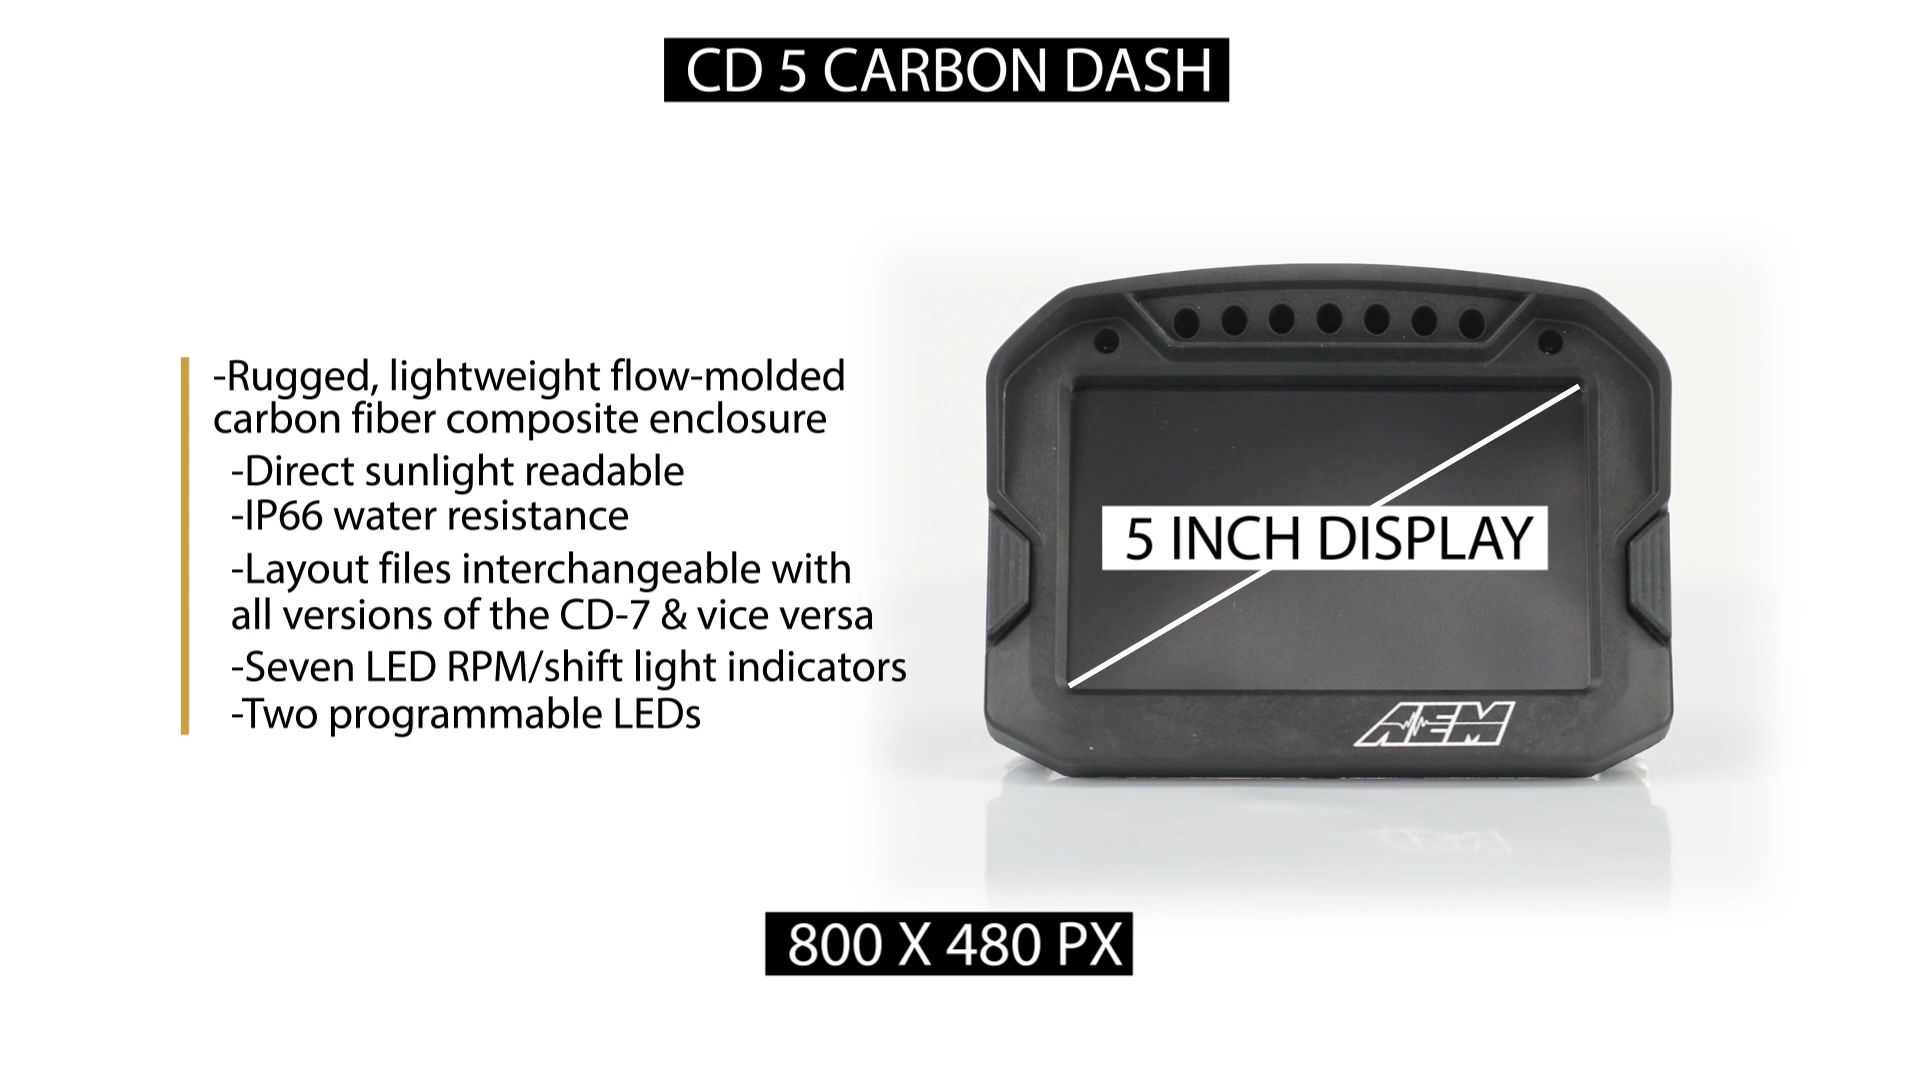 CD 5 CARBON DASH
-Rugged, lightweight flow-molded
carbon fiber composite enclosure
-Direct sunlight readable
-IP66 water resistance
-Layout files interchangeable with
all versions of the CD-7 & vice versa
-Seven LED RPM/shift light indicators
-Two programmable LEDs
5 INCH DISPLAY
AEM
800 X 480 PX